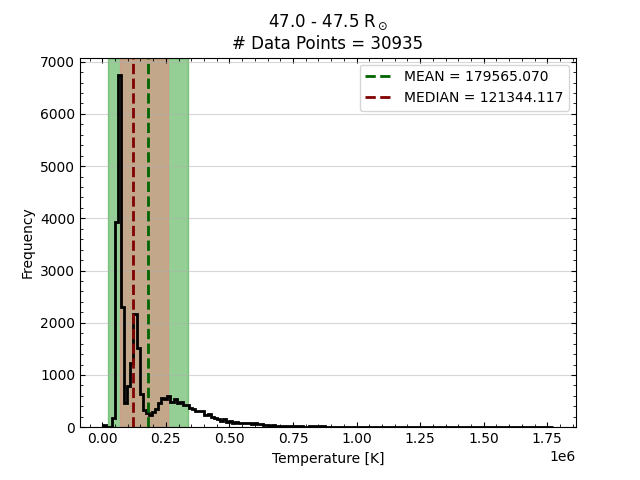 47.0 - 47.5 R⊙
# Data Points = 30935
7000
6000
5000
4000
3000
2000
1000
0
Frequency
MEAN = 179565.070
MEDIAN = 121344.117
0.00 0.25 0.50 0.75 1.00 1.25 1.50 1.75
1e6
Temperature [K]